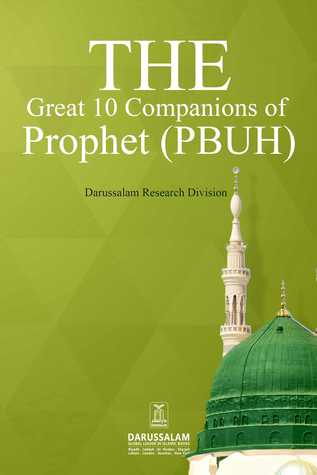 THE
Great 10 Companions of
Prophet (PBUH)
Darussalam Research Division
DARUSSALAM
GLOBAL LEADER IN ISLAMIC BOOKS